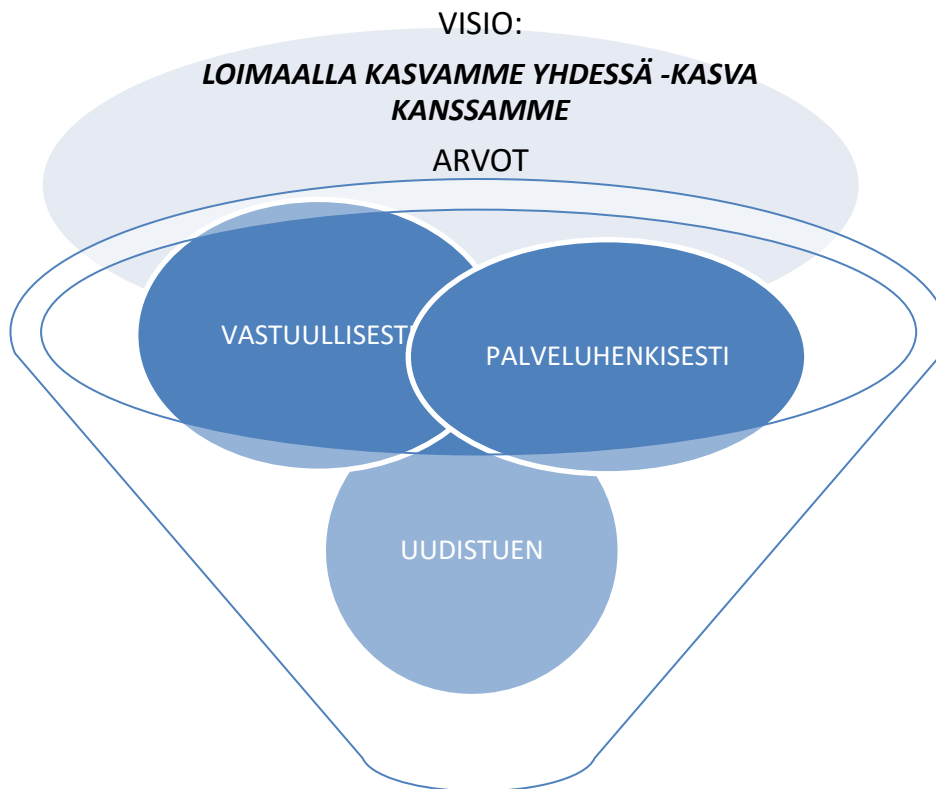 VISIO:
LOIMAALLA KASVAMME YHDESSÄ -KASVA
KANSSAMME
ARVOT
VASTUULLISESTI
PALVELUHENKISESTI
UUDISTUEN